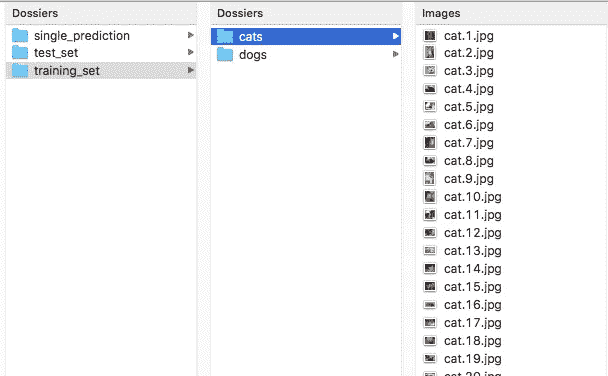 Dossiers
single_prediction
test_set
training_set
Dossiers
cats
dogs
Images
cat.1.jpg
cat.2.jpg
cat.3.jpg
cat.4.jpg
cat.5.jpg
cat.6.jpg
cat.7.jpg
cat.8.jpg
cat.9.jpg
cat.10.jpg
cat.11.jpg
cat.12.jpg
cat.13.jpg
cat.14.jpg
cat.15.jpg
cat.16.jpg
cat.17.jpg
cat.18.jpg
cat.19.jpg
cat.20.jpg